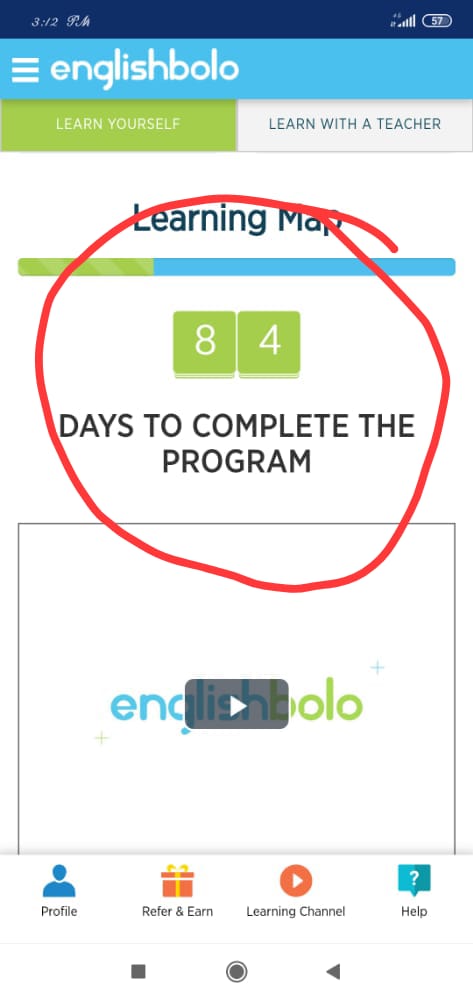 3:12 PM
4G
57
englishbolo
LEARN YOURSELF
LEARN WITH A TEACHER
Learning Map
8 4
DAYS TO COMPLETE THE
PROGRAM
englishbolo
Profile
Refer & Earn
Learning Channel
Help